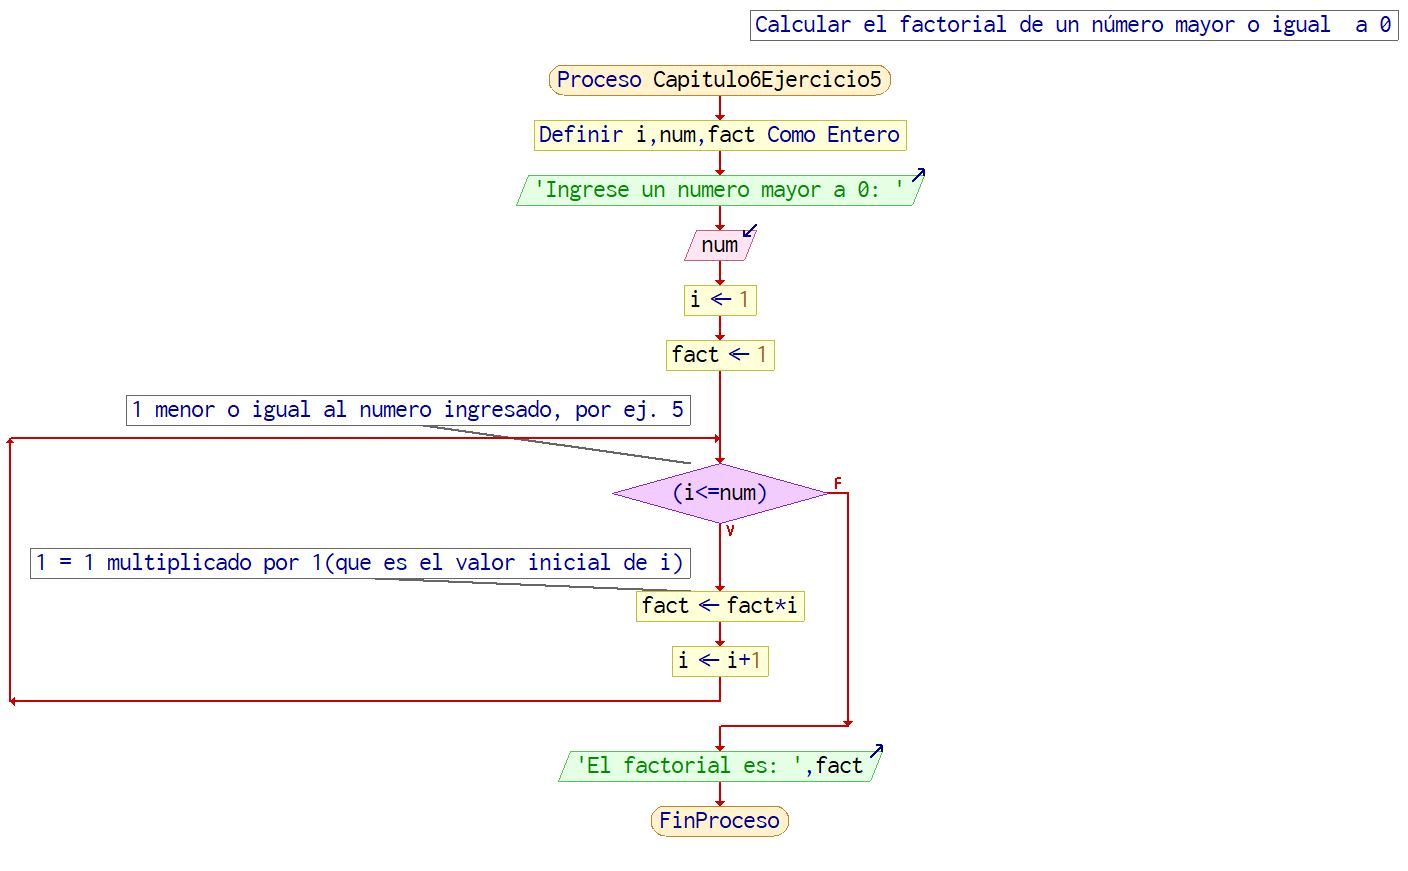 Calcular el factorial de un número mayor o igual  a 0
Proceso Capitulo6Ejercicio5
Definir i,num,fact Como Entero
'Ingrese un numero mayor a 0: '
num
i ← 1
fact ← 1
1 menor o igual al numero ingresado, por ej. 5
(i<=num)
F
V
1 = 1 multiplicado por 1(que es el valor inicial de i)
fact ← fact*i
i ← i+1
'El factorial es: ',fact
FinProceso